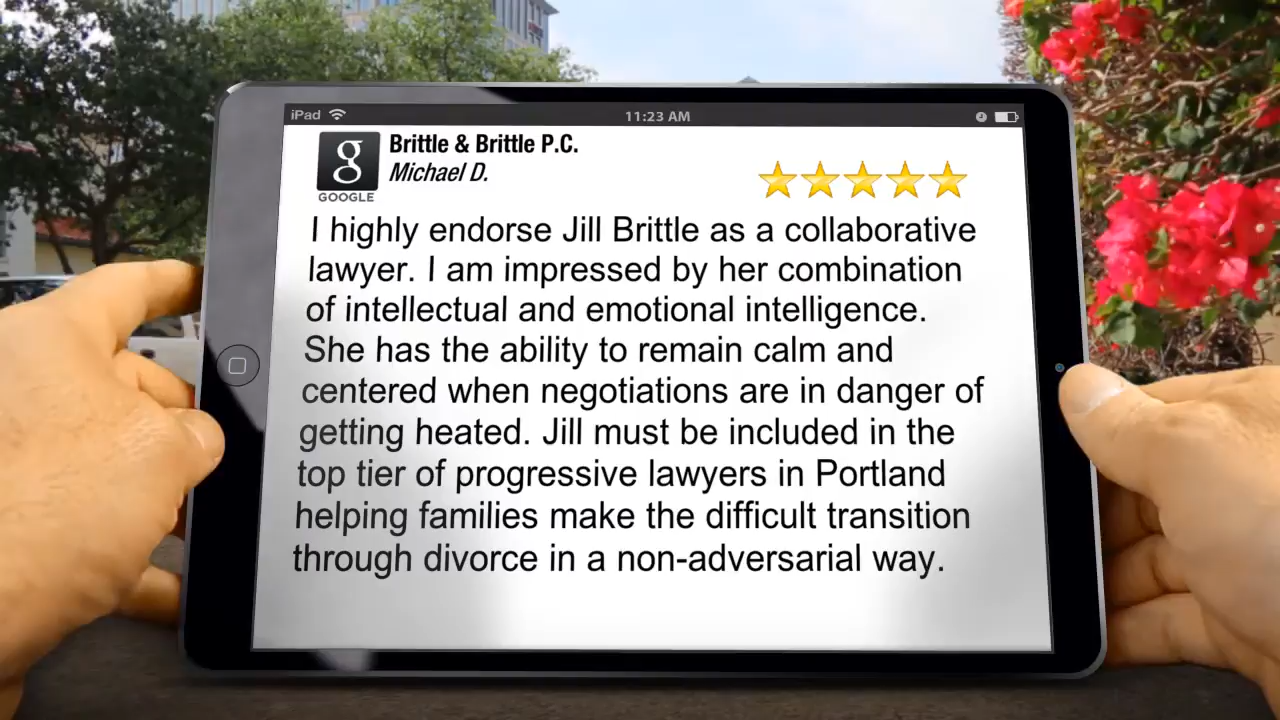 iPad 11:23 AM
g
GOOGLE
Brittle & Brittle P.C.
Michael D.
I highly endorse Jill Brittle as a collaborative
lawyer. I am impressed by her combination
of intellectual and emotional intelligence.
She has the ability to remain calm and
centered when negotiations are in danger of
getting heated. Jill must be included in the
top tier of progressive lawyers in Portland
helping families make the difficult transition
through divorce in a non-adversarial way.